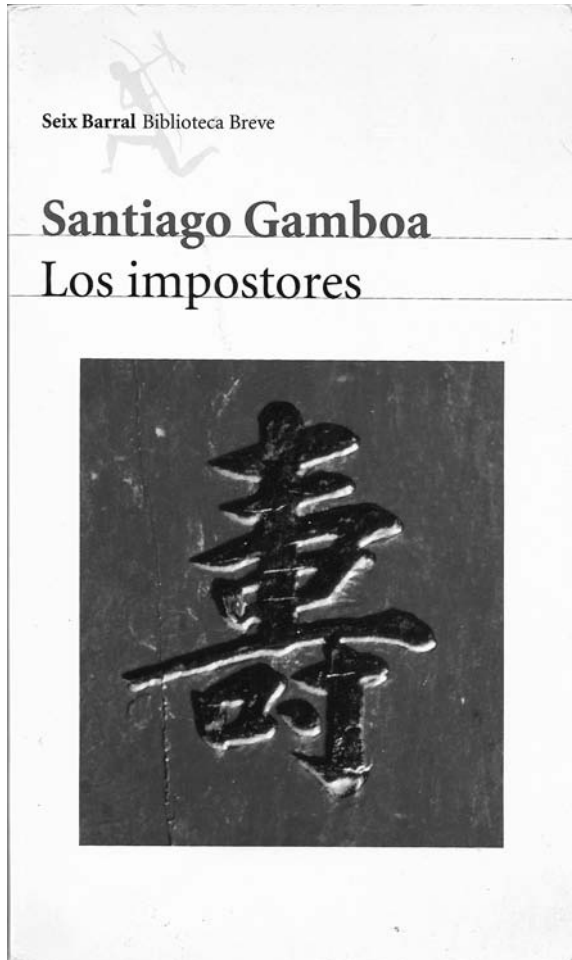 Seix Barral Biblioteca Breve
Santiago Gamboa
Los impostores
壽